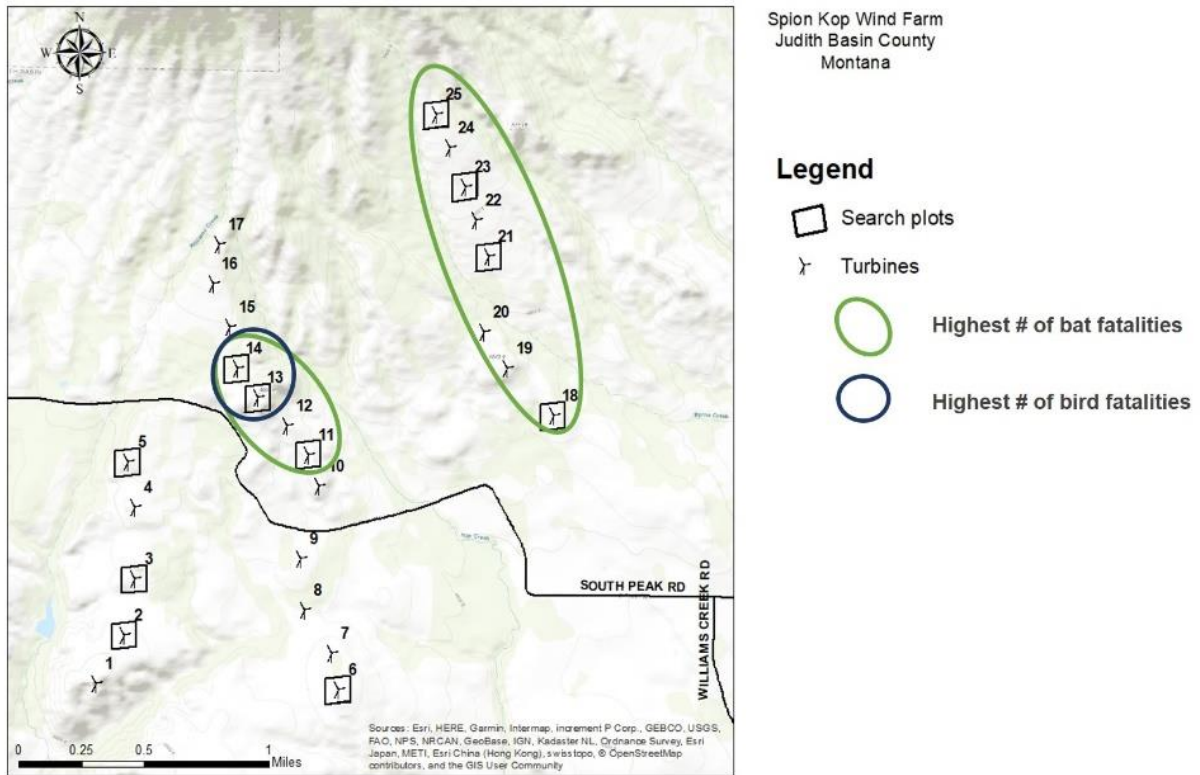 Spion Kop Wind Farm
Judith Basin County
Montana
N
W E
S
25
24
23
22
21
20
19
18
17
16
15
14
13
12
11
10
9
8
7
6
5
4
3
2
1
SOUTH PEAK RD
WILLIAMS CREEK RD
0 0.25 0.5 1
Miles
Sources: Esri, HERE, Garmin, Intermap, increment P Corp., GEBCO, USGS,
FAO, NPS, NRCAN, GeoBase, IGN, Kadaster NL, Ordnance Survey, Esri
Japan, METI, Esri China (Hong Kong), swisstopo, © OpenStreetMap
contributors, and the GIS User Community
Legend
Search plots
Turbines
Highest # of bat fatalities
Highest # of bird fatalities